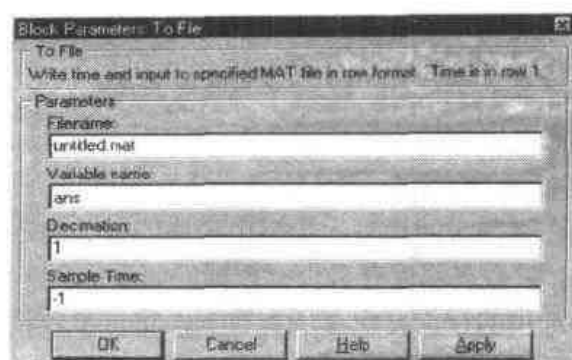 Block Parameters: To File
To File
Write time and input to specified MAT file in row format. Time is in row 1.
Parameters
Filename:
untitled.mat
Variable name:
ans
Decimation:
1
Sample Time:
-1
OK Cancel Help Apply